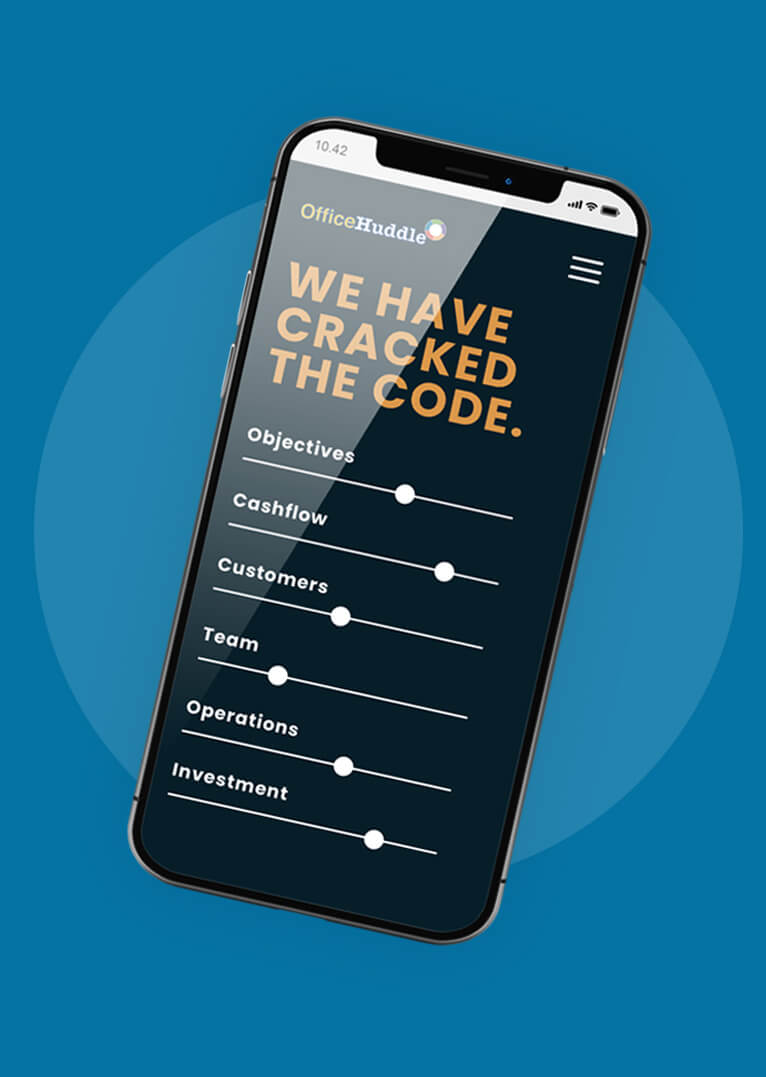 10.42
OfficeHuddle
WE HAVE
CRACKED
THE CODE.
Objectives
Cashflow
Customers
Team
Operations
Investment